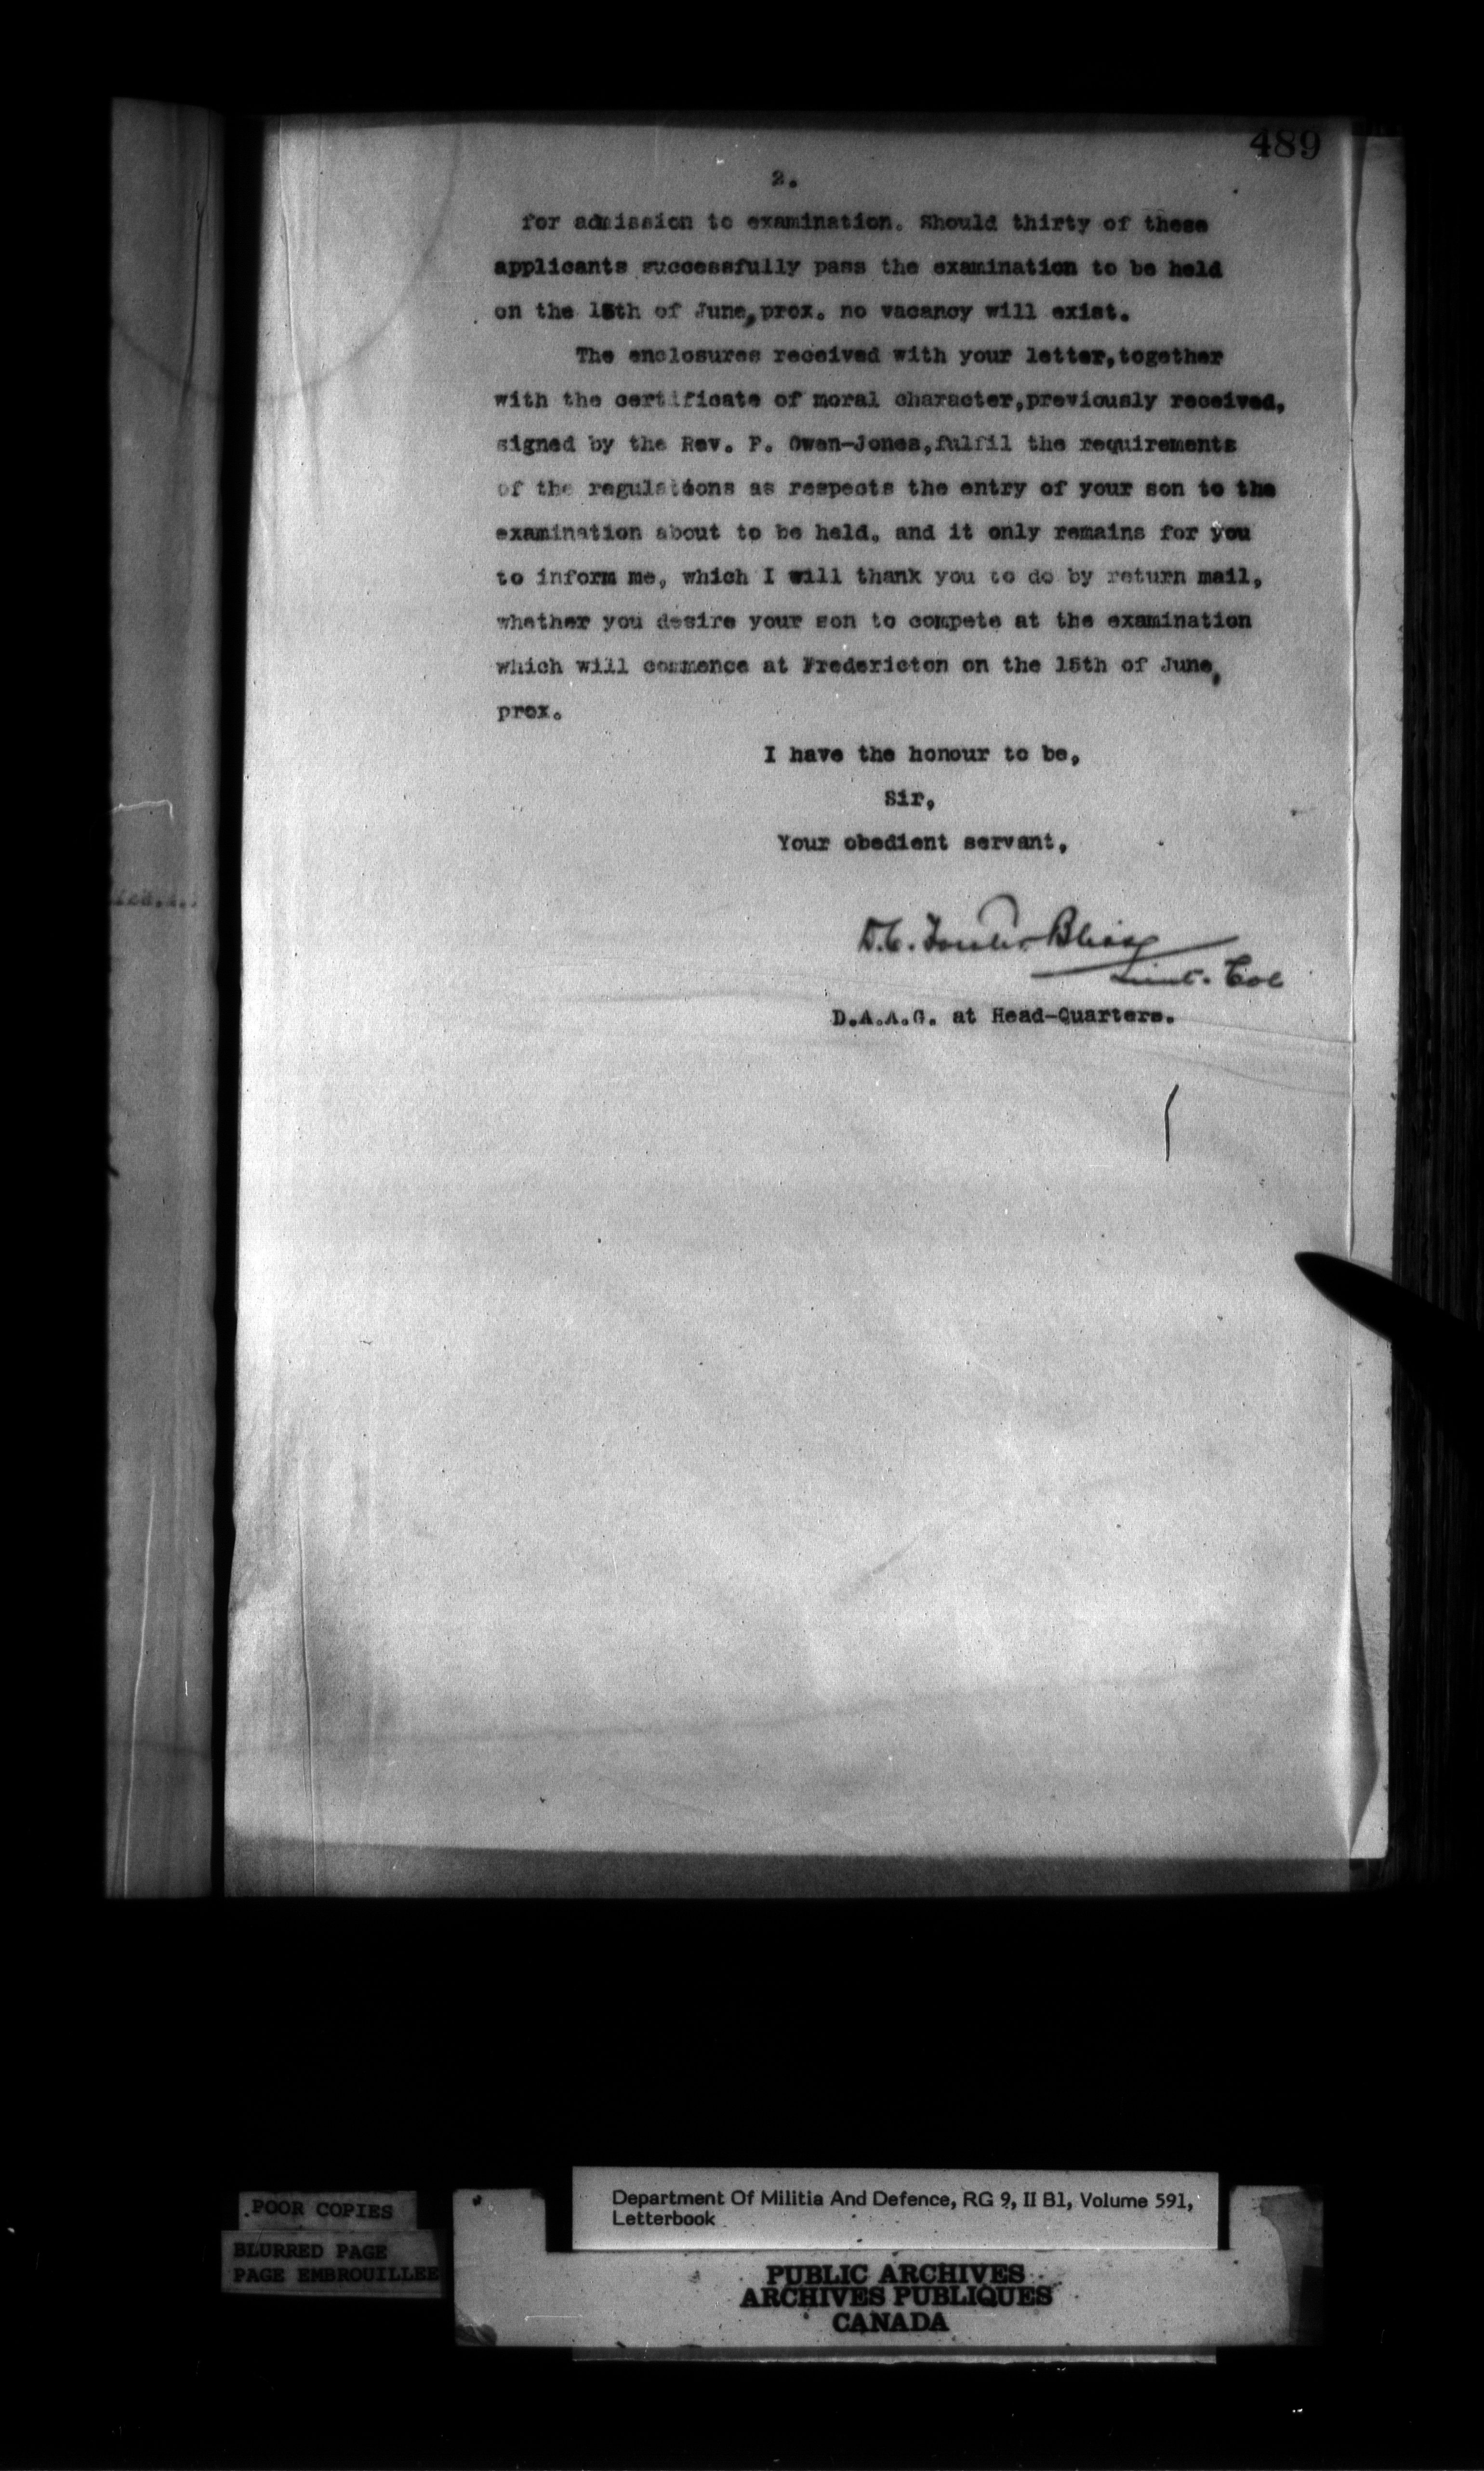 489
2.
for admission to examination. Should thirty of these
applicants successfully pass the examination to be held
on the 15th of June, prox. no vacancy will exist.
The enclosures received with your letter, together
with the certificate of moral character, previously received,
signed by the Rev. F. Owen-Jones, fulfil the requirements
of the regulations as respects the entry of your son to the
examination about to be held, and it only remains for you
to inform me, which I will thank you to do by return mail,
whether you desire your son to compete at the examination
which will commence at Fredericton on the 15th of June,
prox.
I have the honour to be,
Sir,
Your obedient servant,
D.C. Forster Bliss
Lieut. Col
D.A.A.G. at Head-Quarters.
Department Of Militia And Defence, RG 9, II B1, Volume 591,
Letterbook
POOR COPIES
BLURRED PAGE
PAGE EMBROUILLEE
PUBLIC ARCHIVES
ARCHIVES PUBLIQUES
CANADA